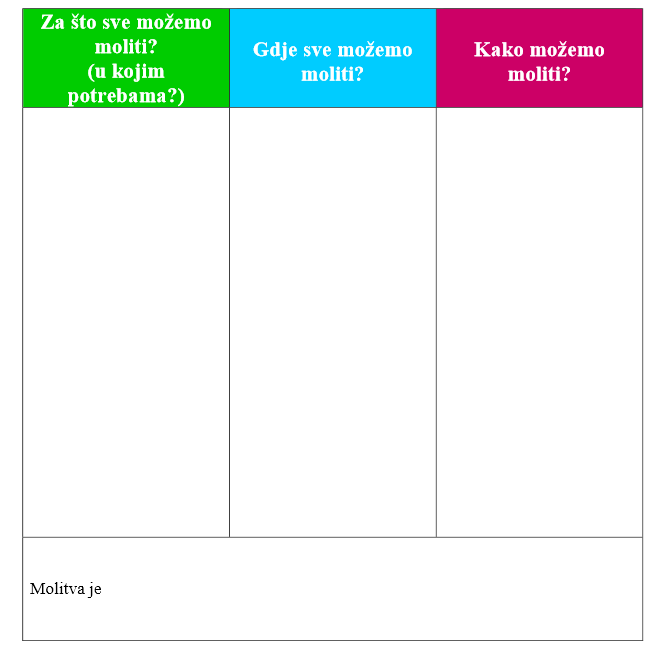 Za što sve možemo
moliti?
(u kojim
potrebama?)
Gdje sve možemo
moliti?
Kako možemo
moliti?
Molitva je